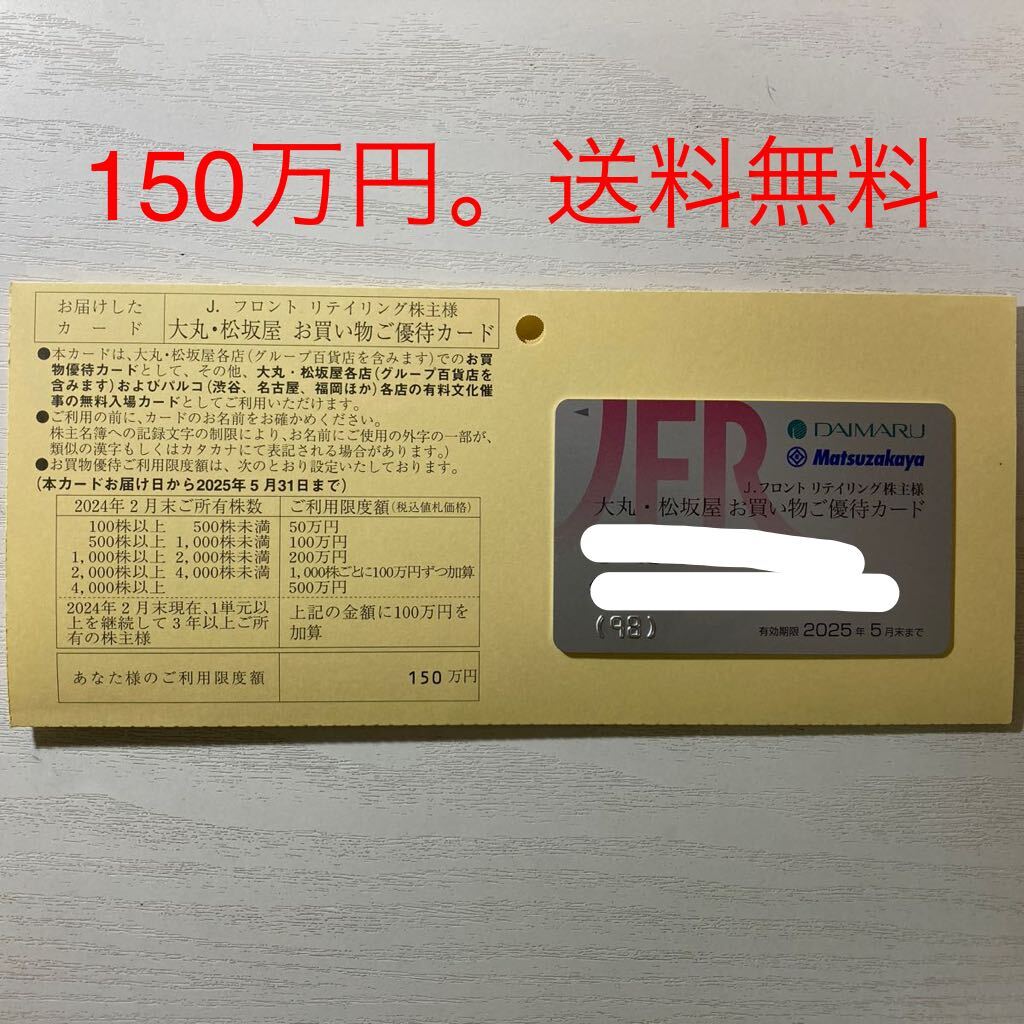 150万円。送料無料
お届けした
カード
J. フロント リテイリング株主様
大丸・松坂屋 お買い物ご優待カード
●本カードは、大丸・松坂屋各店(グループ百貨店を含みます)でのお買
物優待カードとして、その他、大丸・松坂屋各店(グループ百貨店を
含みます)およびパルコ(渋谷、名古屋、福岡ほか)各店の有料文化催
事の無料入場カードとしてご利用いただけます。
●ご利用の前に、カードのお名前をお確かめください。
株主名簿への記録文字の制限により、お名前にご使用の外字の一部が、
類似の漢字もしくはカタカナにて表記される場合があります。)
●お買物優待ご利用限度額は、次のとおり設定いたしております。
(本カードお届け日から2025年5月31日まで)
2024年2月末ご所有株数 ご利用限度額(税込値札価格)
100株以上 500株未満 50万円
500株以上 1,000株未満 100万円
1,000株以上 2,000株未満 200万円
2,000株以上 4,000株未満 1,000株ごとに100万円ずつ加算
4,000株以上 500万円
2024年2月末現在、1単元以
上を継続して3年以上ご所
有の株主様
上記の金額に100万円を
加算
あなた様のご利用限度額 150万円
JFR
DAIMARU
Matsuzakaya
J.フロント リテイリング株主様
大丸・松坂屋 お買い物ご優待カード
(98)
有効期限 2025年5月末まで